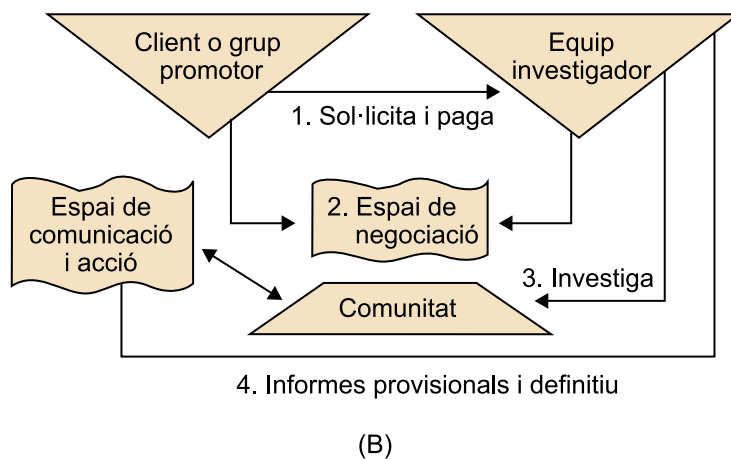 Client o grup
promotor
Equip
investigador
1. Sol·licita i paga
Espai de
comunicació
i acció
2. Espai de
negociació
3. Investiga
Comunitat
4. Informes provisionals i definitiu
(B)